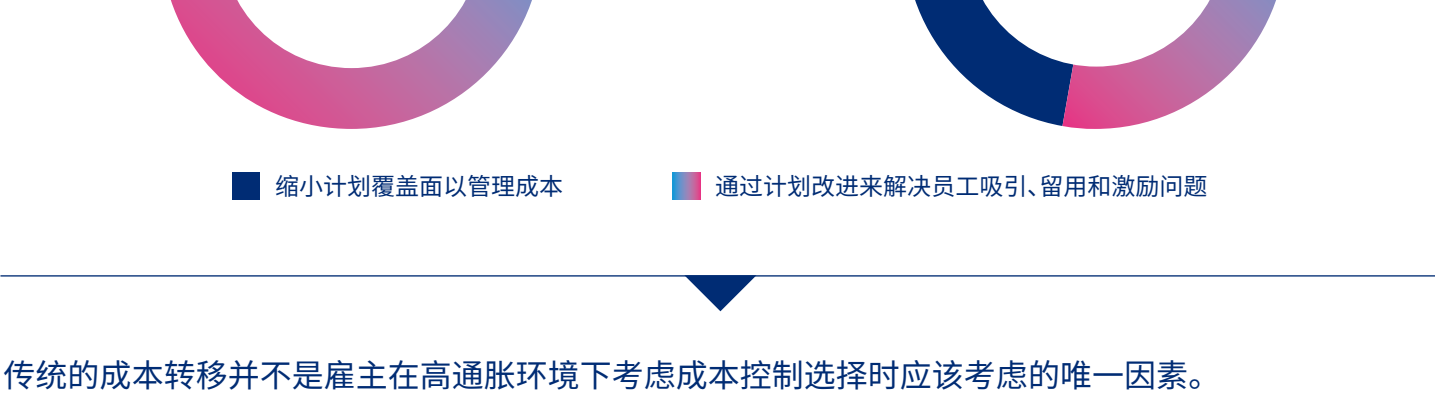 缩小计划覆盖面以管理成本
通过计划改进来解决员工吸引、留用和激励问题
传统的成本转移并不是雇主在高通胀环境下考虑成本控制选择时应该考虑的唯一因素。